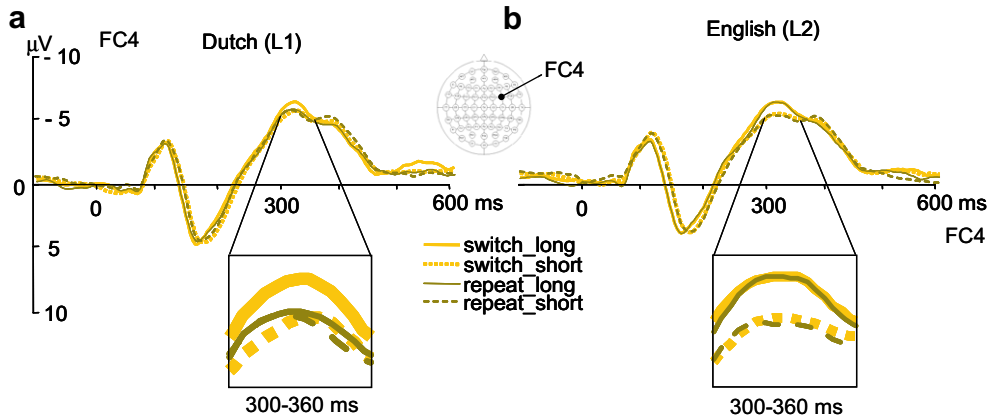 a
FC4
Dutch (L1)
µV
- 10
- 5
0
5
10
0
300
600 ms
FC4
b
English (L2)
0
300
600 ms
FC4
switch_long
switch_short
repeat_long
repeat_short
300-360 ms
300-360 ms